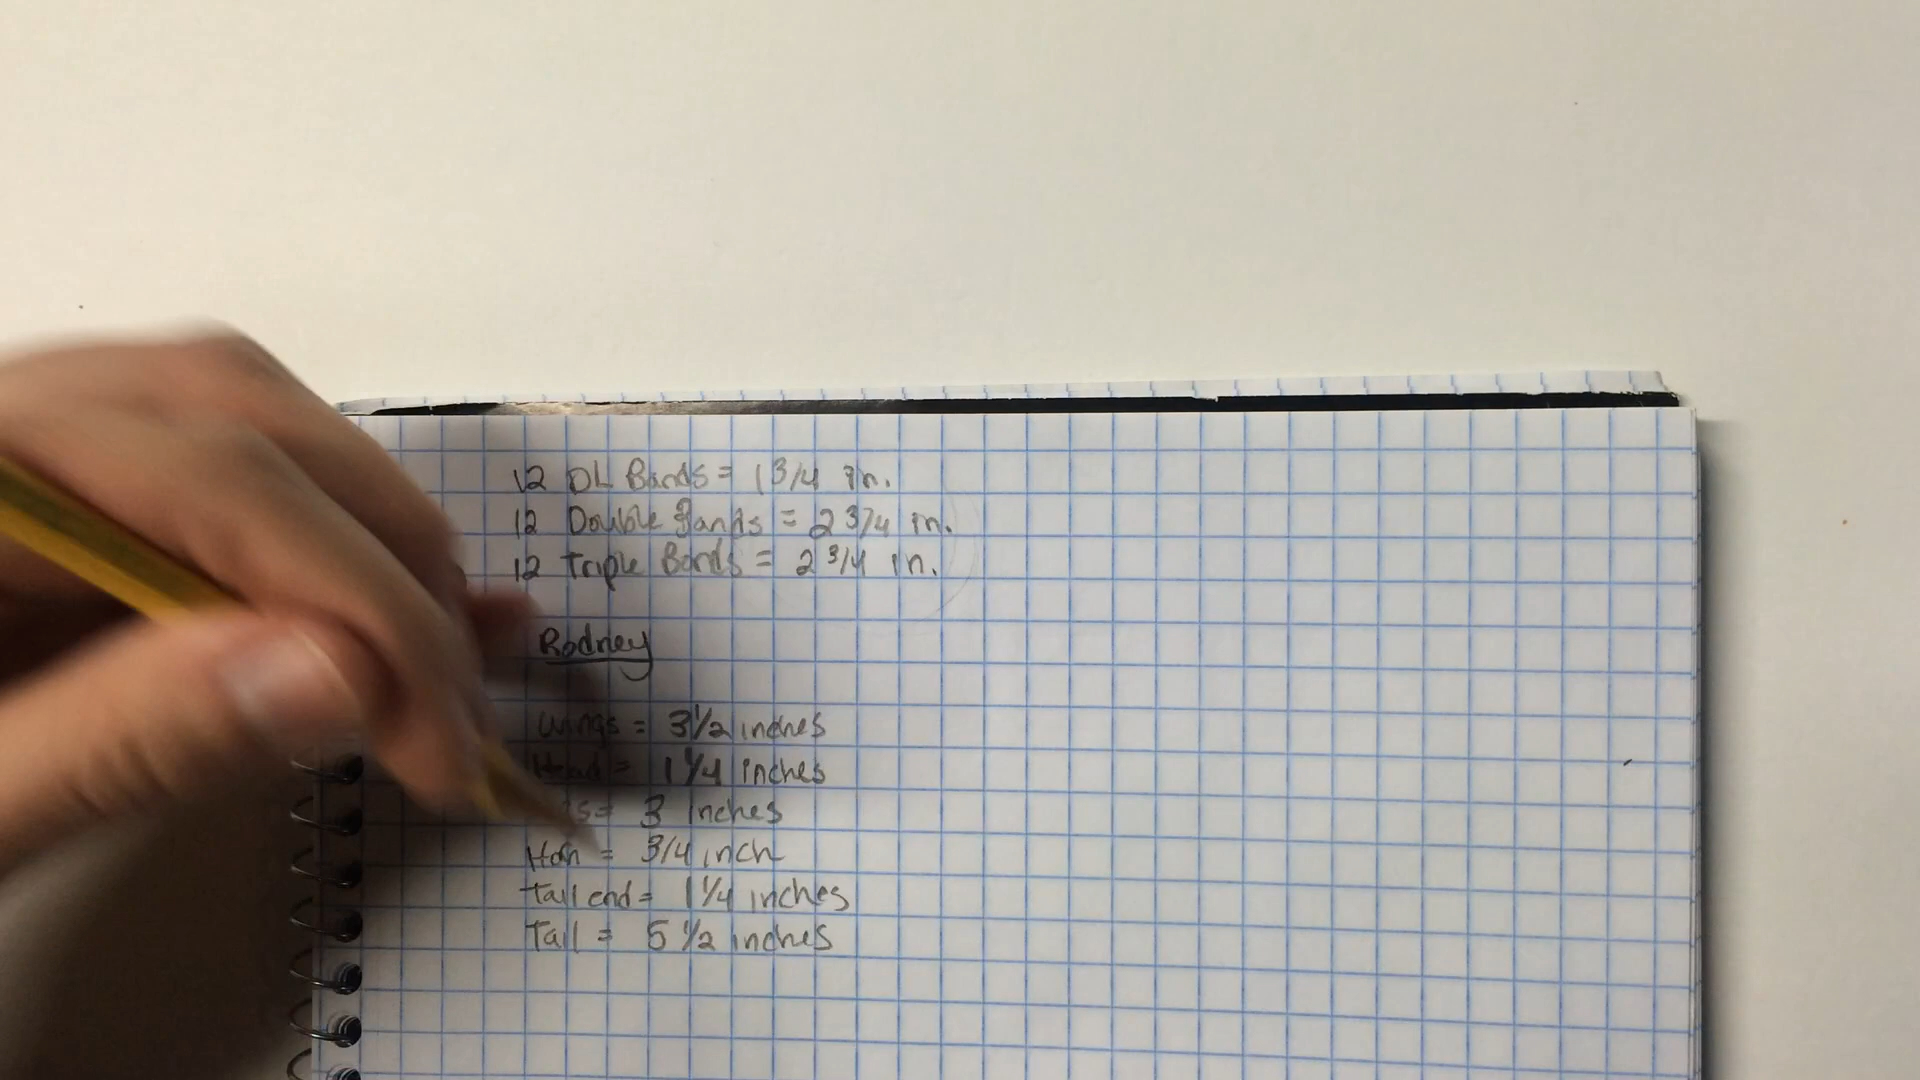 12 DL Bands = 1 3/4 in.
12 Double Bands = 2 3/4 in.
12 Triple Bands = 2 3/4 in.
Rodney
Wings = 3 1/2 inches
Head = 1 1/4 inches
= 3 inches
= 3/4 inch
Tail end = 1 1/4 inches
Tail = 5 1/2 inches